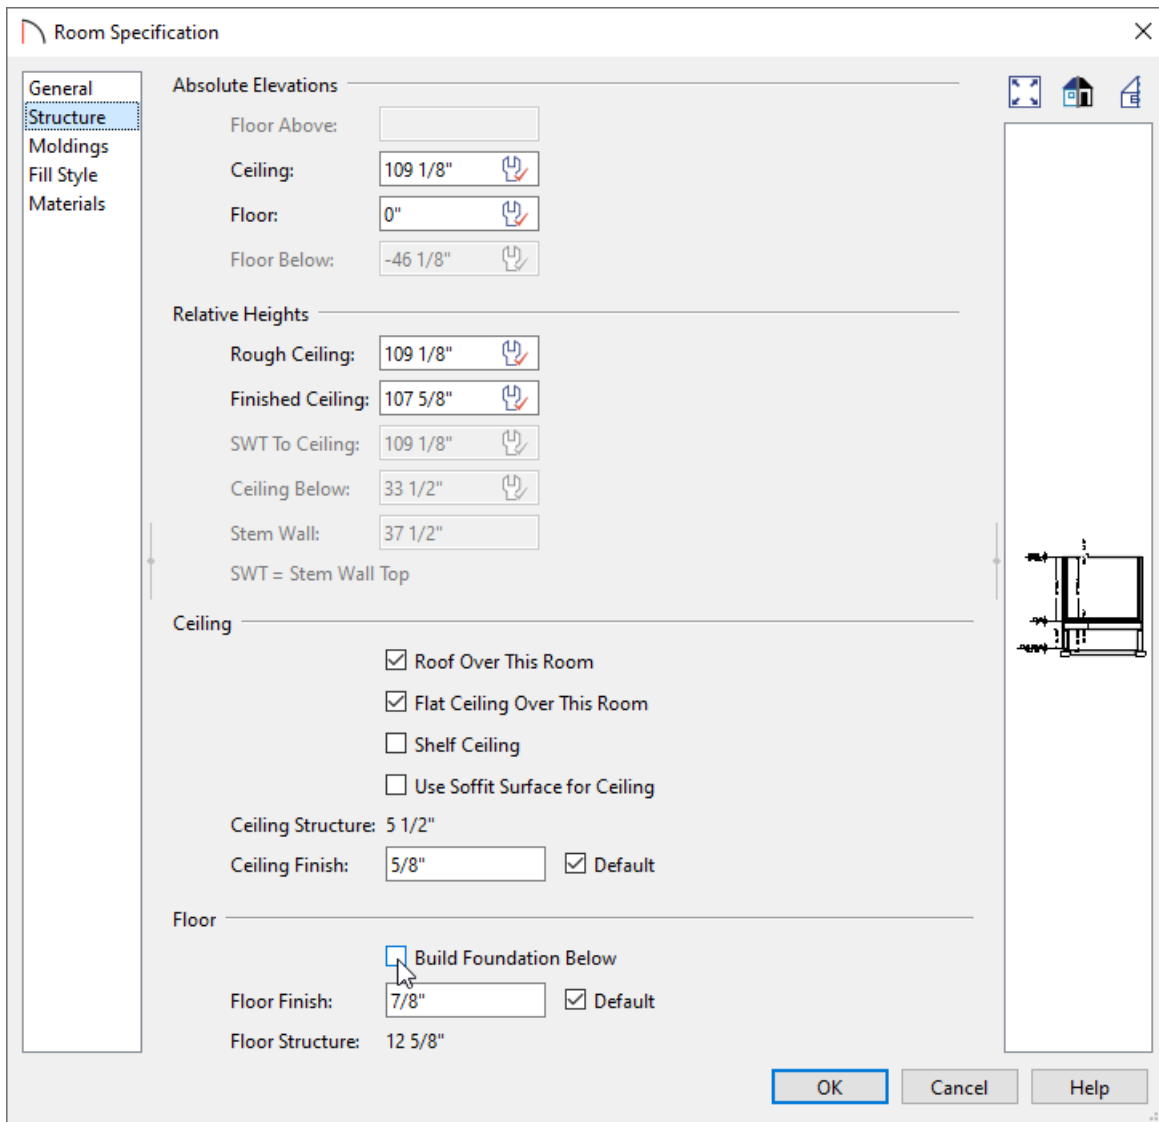 Room Specification
General
Structure
Moldings
Fill Style
Materials
Absolute Elevations
Floor Above:
Ceiling: 109 1/8"
Floor: 0"
Floor Below: -46 1/8"
Relative Heights
Rough Ceiling: 109 1/8"
Finished Ceiling: 107 5/8"
SWT To Ceiling: 109 1/8"
Ceiling Below: 33 1/2"
Stem Wall: 37 1/2"
SWT = Stem Wall Top
Ceiling
Roof Over This Room
Flat Ceiling Over This Room
Shelf Ceiling
Use Soffit Surface for Ceiling
Ceiling Structure: 5 1/2"
Ceiling Finish: 5/8" Default
Floor
Build Foundation Below
Floor Finish: 7/8" Default
Floor Structure: 12 5/8"
OK Cancel Help